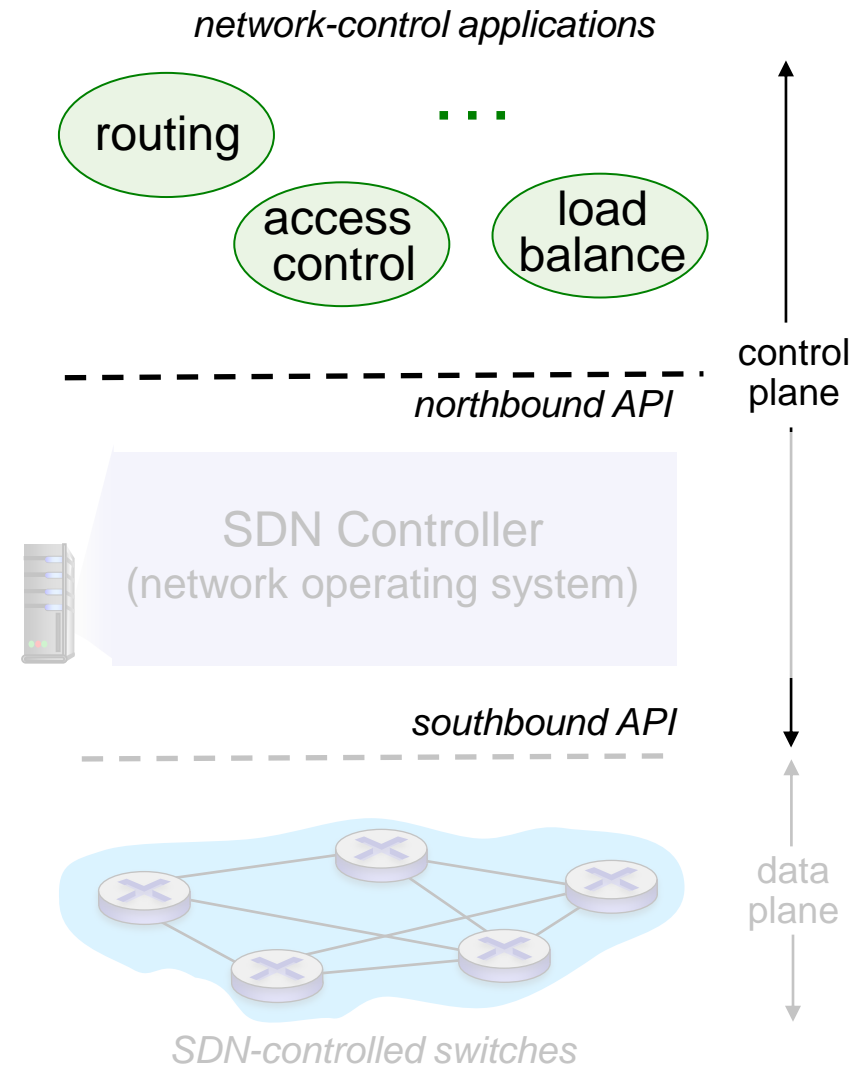 network-control applications
routing
. . .
access
control
load
balance
control
plane
northbound API
SDN Controller
(network operating system)
southbound API
data
plane
SDN-controlled switches